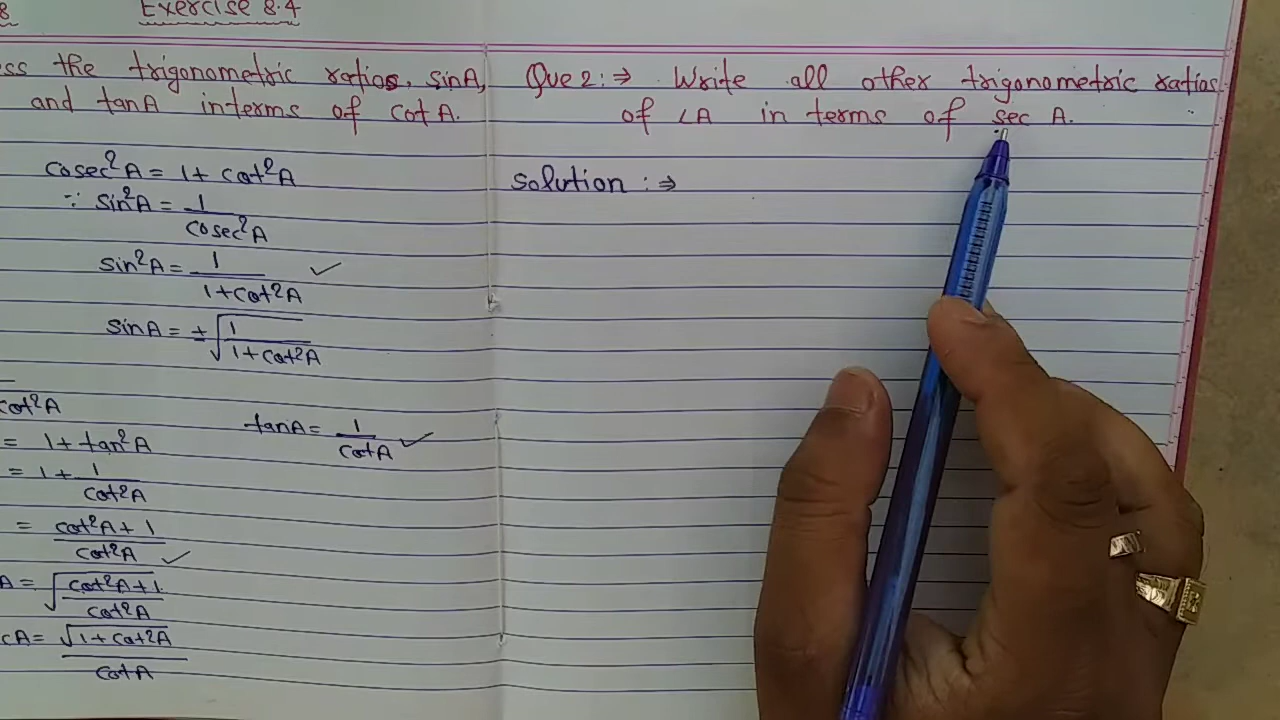 8 Exercise 8.4
ss the trigonometric ratios, sinA,
and tanA interms of cot A.
cosec²A = 1 + cot²A
∵ sin²A = 1/cosec²A
sin²A = 1/1+cot²A ✓
sinA = ±√1/1+cot²A
cot²A
= 1 + tan²A
tanA = 1/cotA ✓
= 1 + 1/cot²A
= cot²A + 1/cot²A ✓
A = √cot²A+1/cot²A
cA = √1+cot²A/cotA
Que 2:⇒ Write all other trigonometric ratios
of ∠A in terms of sec A.
Solution :⇒